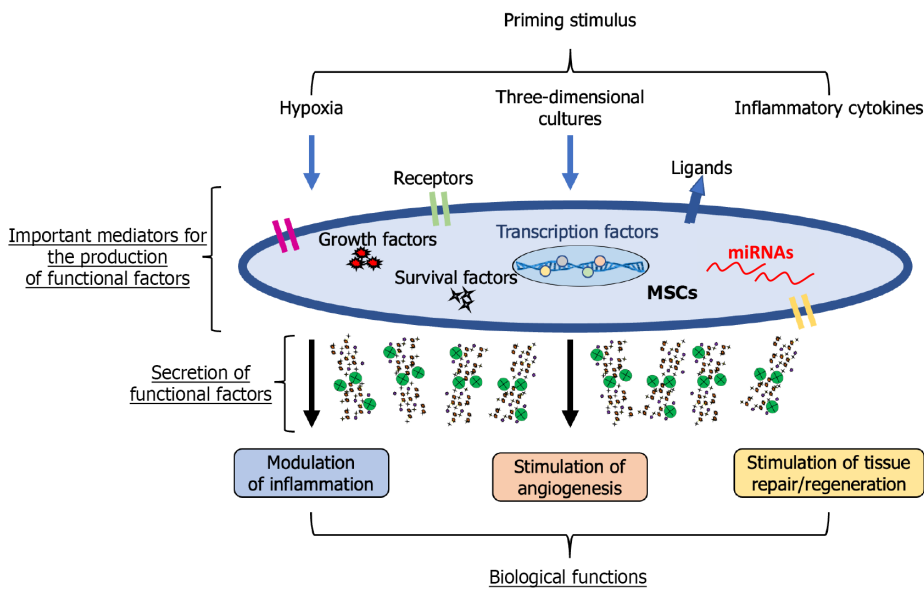 Priming stimulus
Hypoxia
Three-dimensional
cultures
Inflammatory cytokines
Receptors
Ligands
Important mediators for
the production
of functional factors
Growth factors
Transcription factors
miRNAs
Survival factors
MSCs
Secretion of
functional factors
Modulation
of inflammation
Stimulation of
angiogenesis
Stimulation of tissue
repair/regeneration
Biological functions